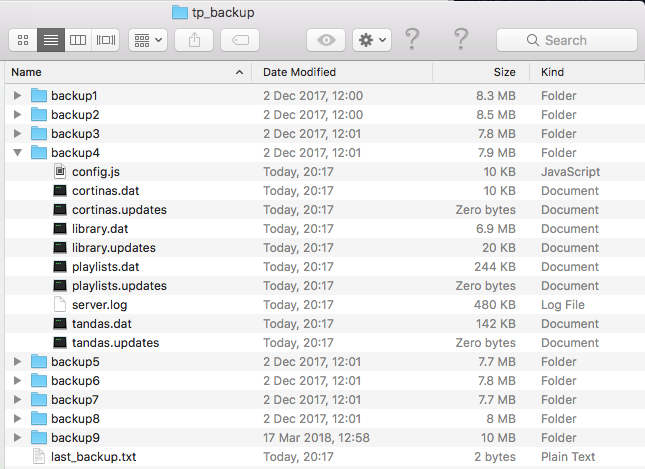 tp_backup
? ?
Search
Name Date Modified Size Kind
backup1 2 Dec 2017, 12:00 8.3 MB Folder
backup2 2 Dec 2017, 12:00 8.5 MB Folder
backup3 2 Dec 2017, 12:01 7.8 MB Folder
backup4 2 Dec 2017, 12:01 7.9 MB Folder
config.js Today, 20:17 10 KB JavaScript
cortinas.dat Today, 20:17 10 KB Document
cortinas.updates Today, 20:17 Zero bytes Document
library.dat Today, 20:17 6.9 MB Document
library.updates Today, 20:17 20 KB Document
playlists.dat Today, 20:17 244 KB Document
playlists.updates Today, 20:17 Zero bytes Document
server.log Today, 20:17 480 KB Log File
tandas.dat Today, 20:17 142 KB Document
tandas.updates Today, 20:17 Zero bytes Document
backup5 2 Dec 2017, 12:01 7.7 MB Folder
backup6 2 Dec 2017, 12:01 7.8 MB Folder
backup7 2 Dec 2017, 12:01 7.7 MB Folder
backup8 2 Dec 2017, 12:01 8 MB Folder
backup9 17 Mar 2018, 12:58 10 MB Folder
last_backup.txt Today, 20:17 2 bytes Plain Text